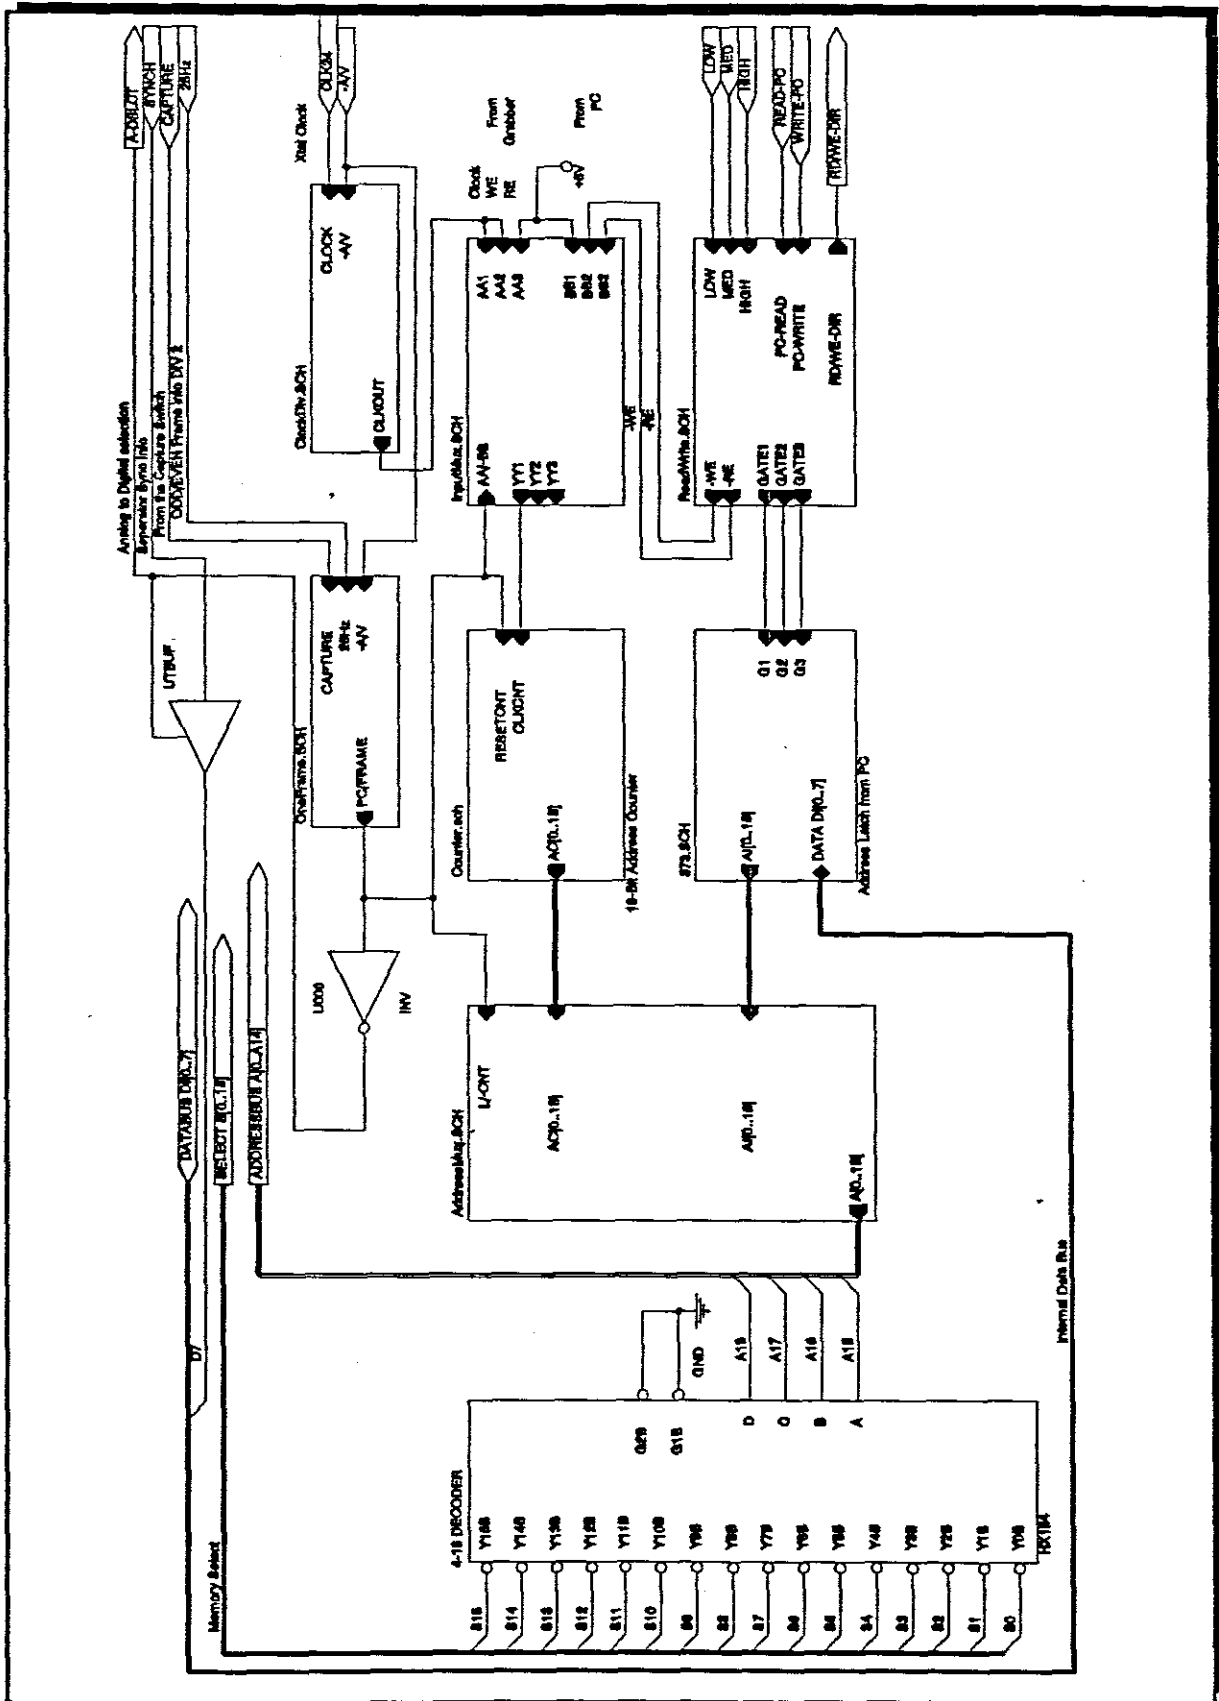 A-DSLOT
SYNCH
CAPTURE
25Hz
CLK24
-A/V
LOW
MED
HIGH
READ-PC
WRITE-PC
RD/WE-DIR
Analog to Digital selection
Seperator Sync Info
From the Capture Switch
ODD/EVEN Frame info DIV 2
Xtal Clock
ClockDiv.SCH
CLOCK
-A/V
CLKOUT
Clock
WE
RE
From
Grabber
From
PC
+5V
InputMux.SCH
AA1
AA2
AA3
BB1
BB2
BB3
AA/-BB
YY1
YY2
YY3
-WE
-RE
ReadWrite.SCH
LOW
MED
HIGH
PC-READ
PC-WRITE
RD/WE-DIR
-WE
-RE
GATE1
GATE2
GATE3
UTBUF
OneFrame.SCH
CAPTURE
25Hz
-A/V
PC/FRAME
Counter.sch
RESETCNT
CLKCNT
AC[0..18]
19-Bit Address Counter
373.SCH
G1
G2
G3
AI[0..18]
DATA D[0..7]
Address Latch from PC
U000
INV
DATABUS D[0..7]
SELECT S[0..15]
ADDRESSBUS A[0..A14]
AddressMux.SCH
L/-CNT
AC[0..18]
AI[0..18]
A[0..18]
D7
Memory Select
Internal Data Bus
GND
A18
A17
A16
A15
4-16 DECODER
G2B
G1B
D
C
B
A
Y15B
Y14B
Y13B
Y12B
Y11B
Y10B
Y9B
Y8B
Y7B
Y6B
Y5B
Y4B
Y3B
Y2B
Y1B
Y0B
HX154
S15
S14
S13
S12
S11
S10
S9
S8
S7
S6
S5
S4
S3
S2
S1
S0